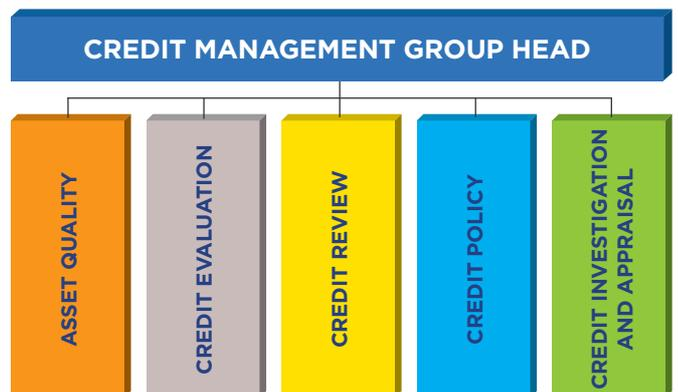 CREDIT MANAGEMENT GROUP HEAD
ASSET QUALITY
CREDIT EVALUATION
CREDIT REVIEW
CREDIT POLICY
CREDIT INVESTIGATION
AND APPRAISAL